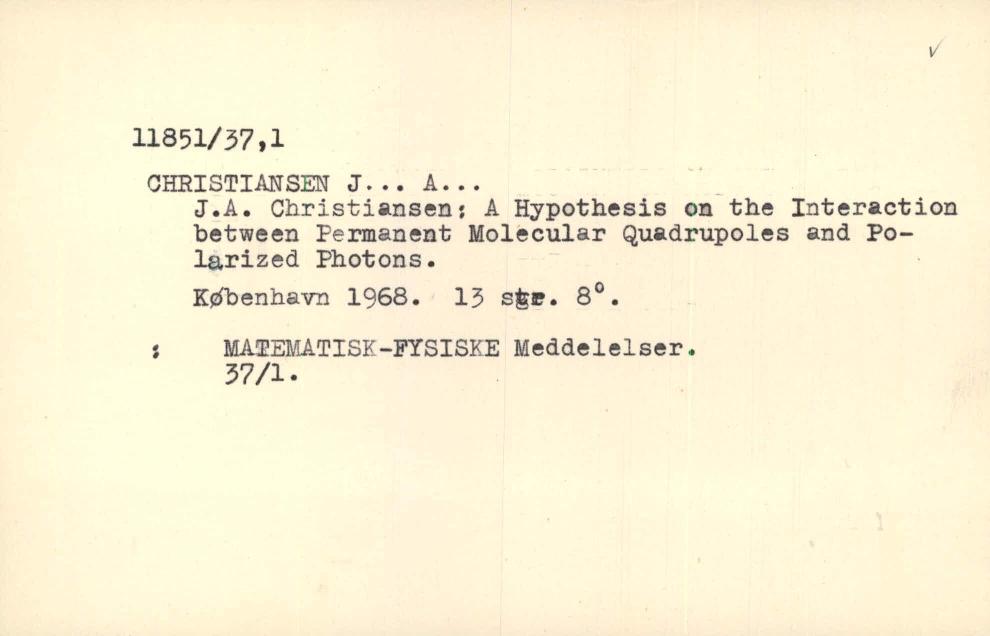 11851/37,1
CHRISTIANSEN J... A...
J.A. Christiansen: A Hypothesis on the Interaction
between Permanent Molecular Quadrupoles and Po-
larized Photons.
København 1968. 13 str. 8°.
: MATEMATISK-FYSISKE Meddelelser.
37/1.